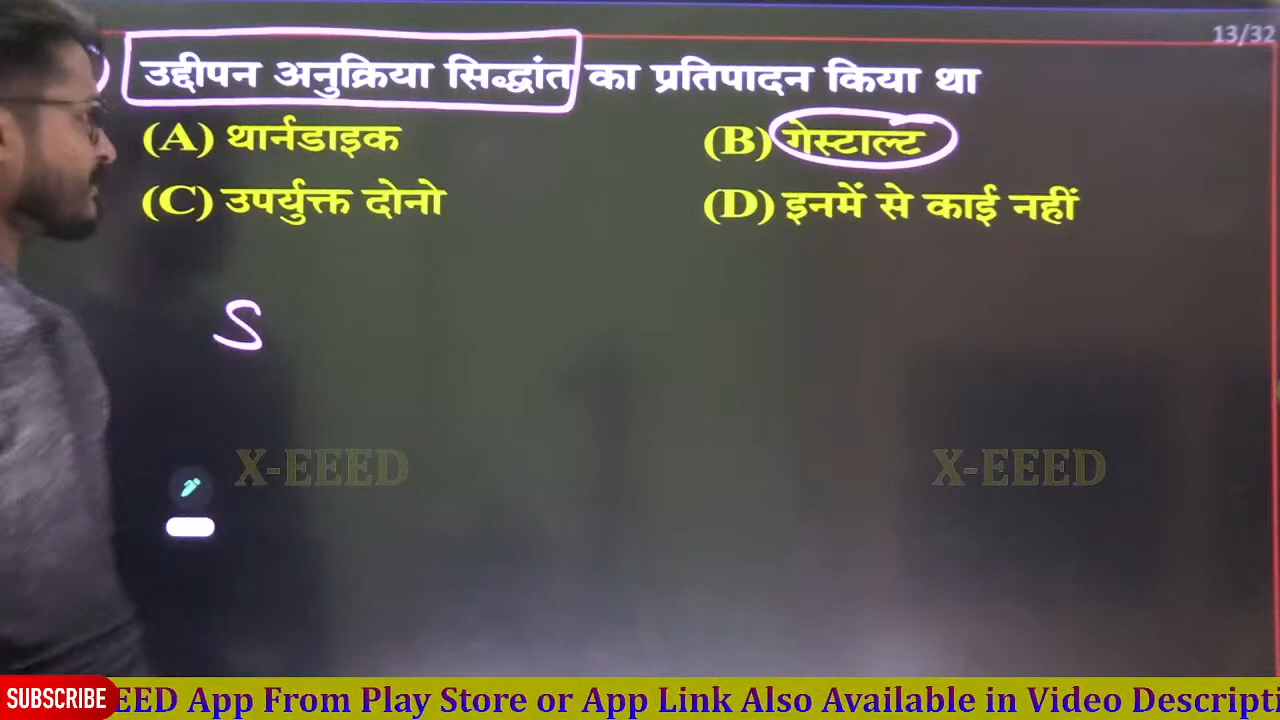 13/32
उद्दीपन अनुक्रिया सिद्धांत का प्रतिपादन किया था
(A) थार्नडाइक
(B) गेस्टाल्ट
(C) उपर्युक्त दोनो
(D) इनमें से काई नहीं
S
X-EEED
X-EEED
SUBSCRIBE
EED App From Play Store or App Link Also Available in Video Descripti